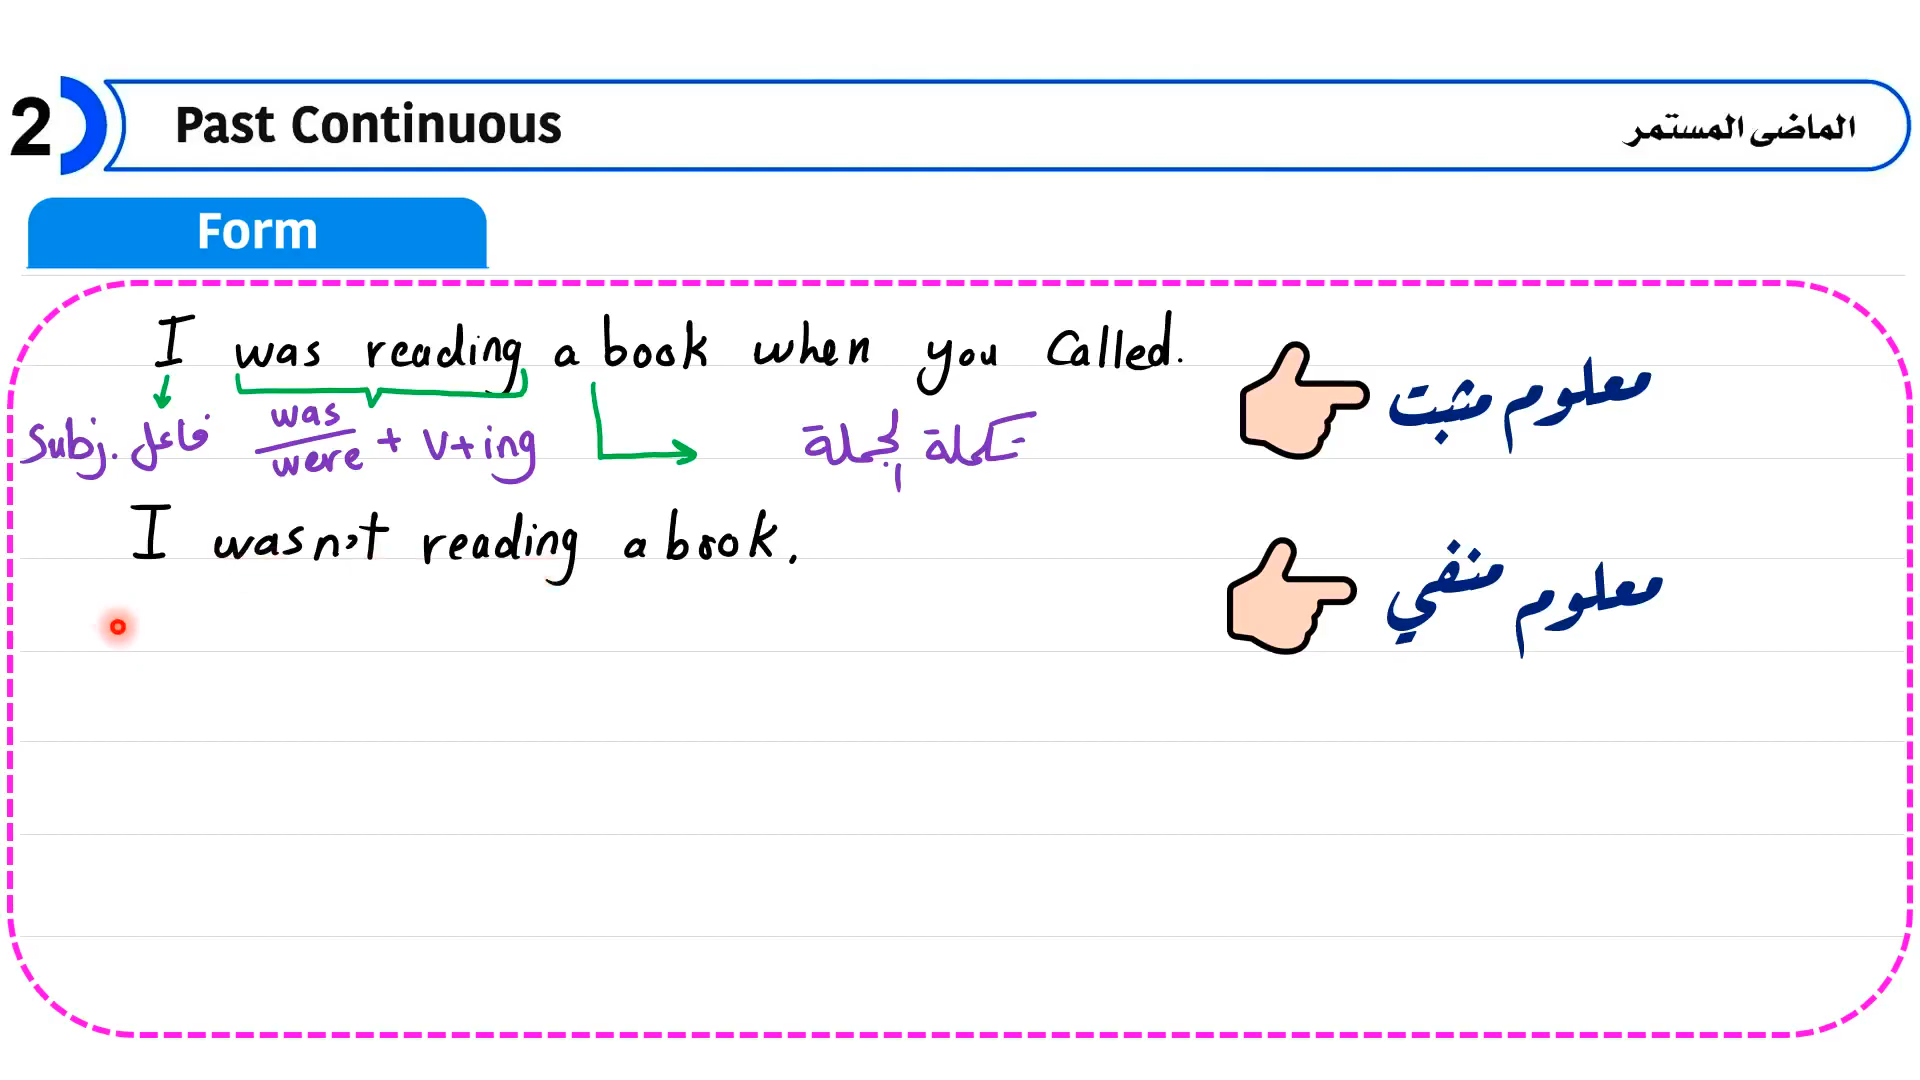 2 Past Continuous الماضى المستمر
Form
I was reading a book when you called.
معلوم مثبت
Subj. فاعل was/were + V+ing تكملة الجملة
I wasn't reading a book.
معلوم منفي